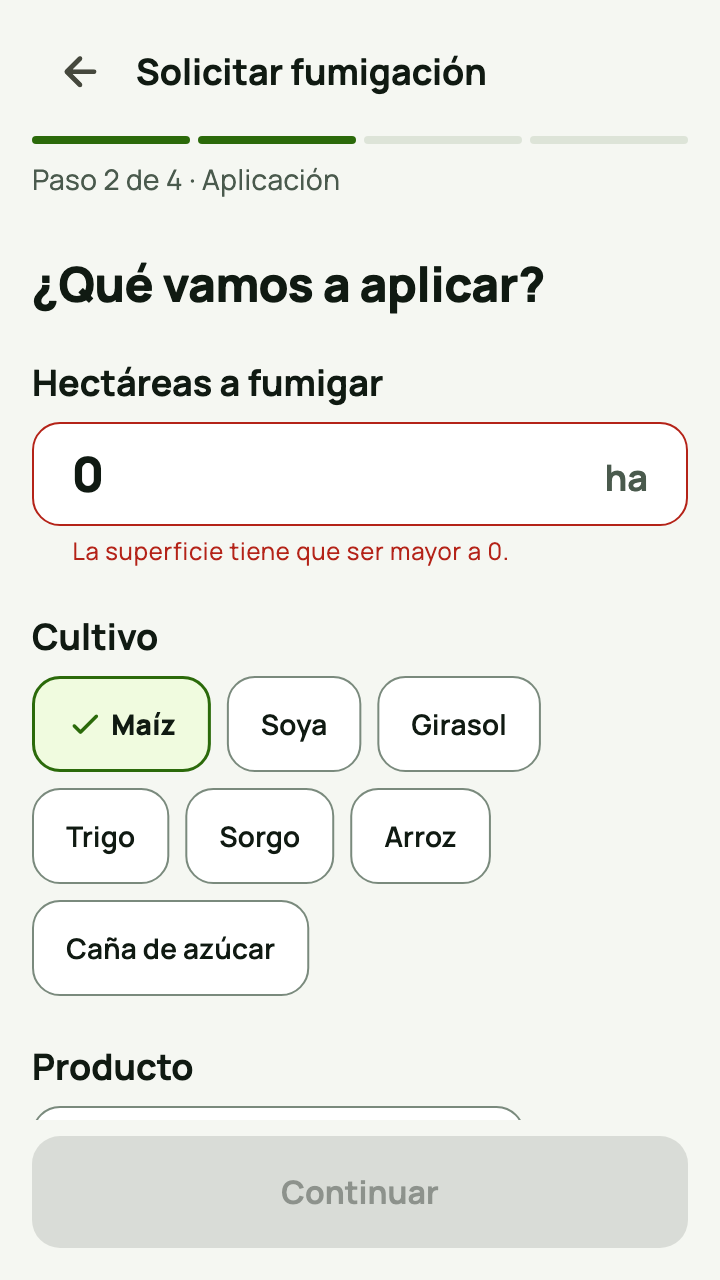 Solicitar fumigación
Paso 2 de 4 · Aplicación
¿Qué vamos a aplicar?
Hectáreas a fumigar
0 ha
La superficie tiene que ser mayor a 0.
Cultivo
Maíz Soya Girasol
Trigo Sorgo Arroz
Caña de azúcar
Producto
Continuar